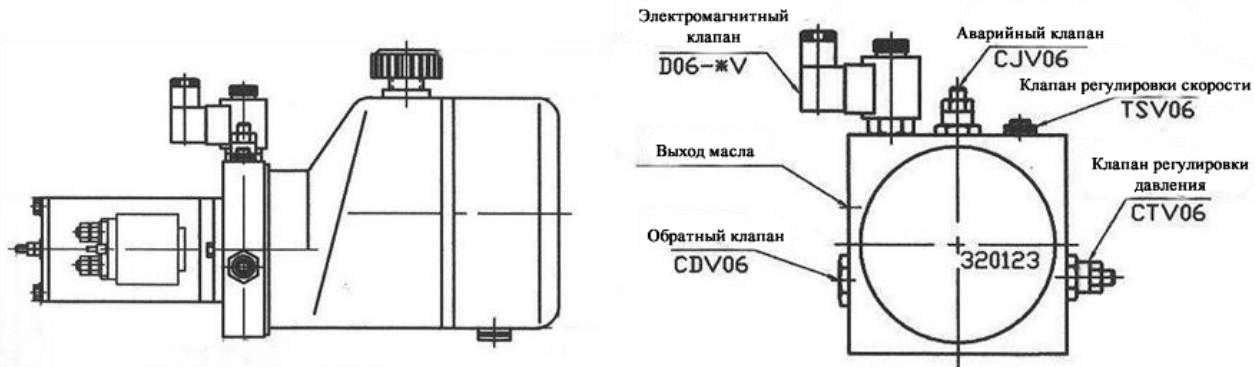 Электромагнитный
клапан
D06-*V
Аварийный клапан
CJV06
Клапан регулировки скорости
TSV06
Выход масла
Клапан регулировки
давления
CTV06
Обратный клапан
CDV06
320123